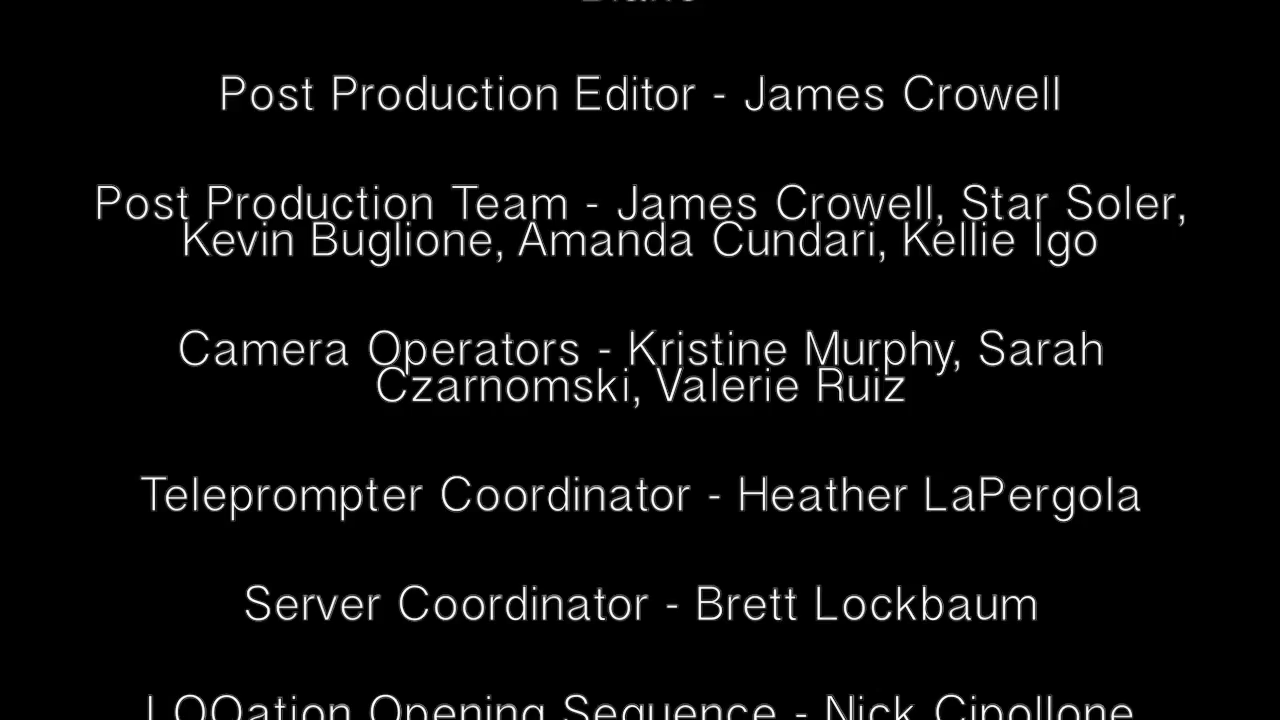 Post Production Editor - James Crowell
Post Production Team - James Crowell, Star Soler,
Kevin Buglione, Amanda Cundari, Kellie Igo
Camera Operators - Kristine Murphy, Sarah
Czarnomski, Valerie Ruiz
Teleprompter Coordinator - Heather LaPergola
Server Coordinator - Brett Lockbaum
LOQation Opening Sequence - Nick Cipollone